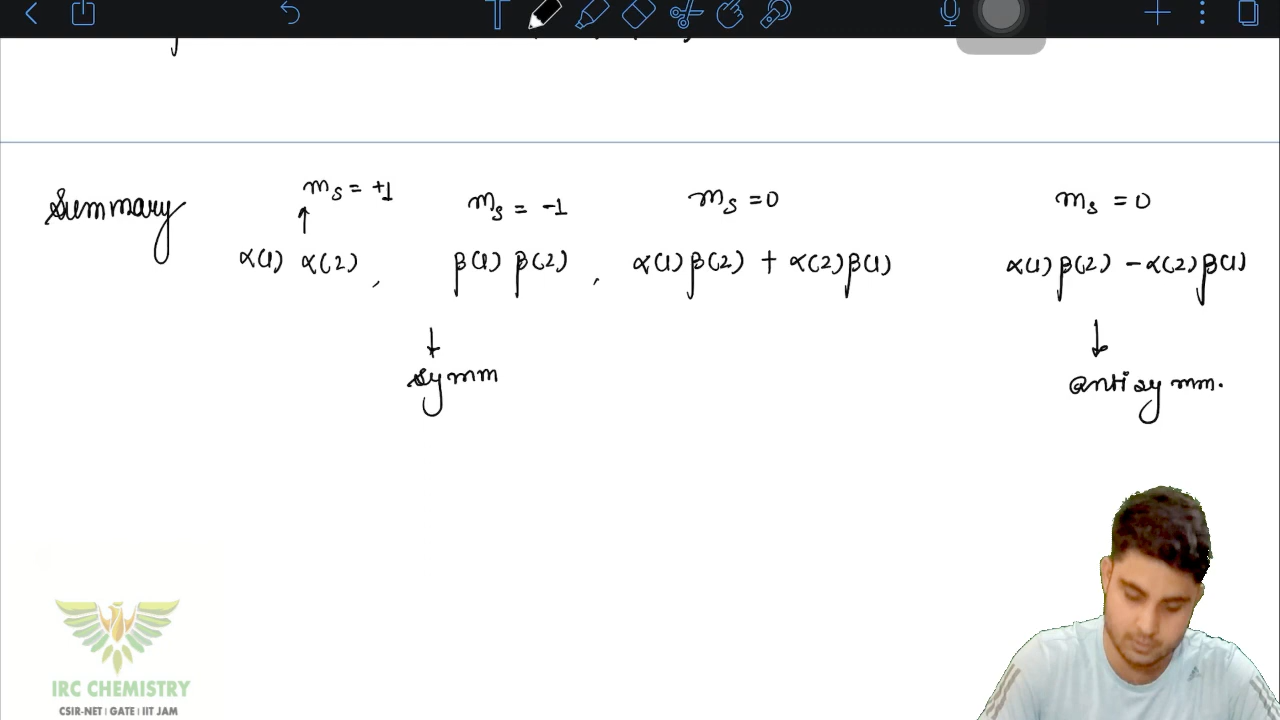 Summary
mₛ = +1
mₛ = -1
mₛ = 0
mₛ = 0
↑
α(1) α(2) , β(1) β(2) , α(1) β(2) + α(2) β(1) α(1) β(2) - α(2) β(1)
↓
symm
↓
antisymm.
IRC CHEMISTRY
CSIR-NET | GATE | IIT JAM